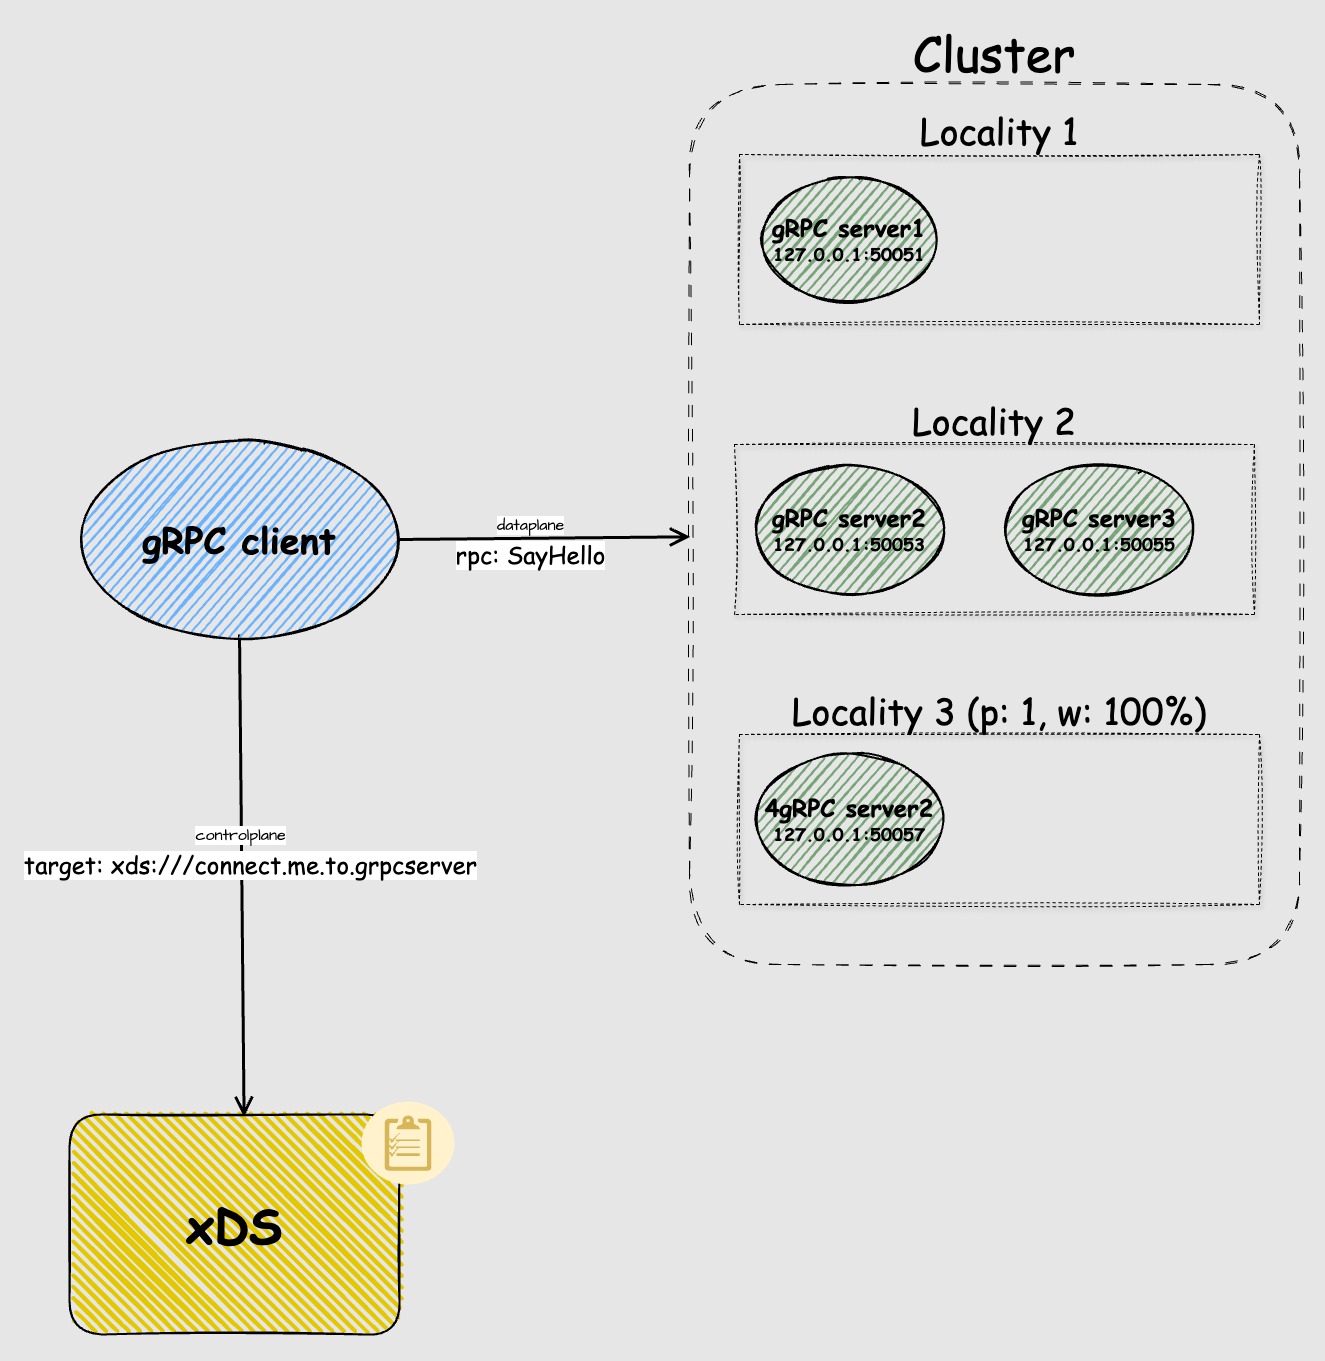 Cluster
Locality 1
gRPC server1
127.0.0.1:50051
Locality 2
gRPC server2
127.0.0.1:50053
gRPC server3
127.0.0.1:50055
gRPC client
dataplane
rpc: SayHello
Locality 3 (p: 1, w: 100%)
4gRPC server2
127.0.0.1:50057
controlplane
target: xds:///connect.me.to.grpcserver
xDS